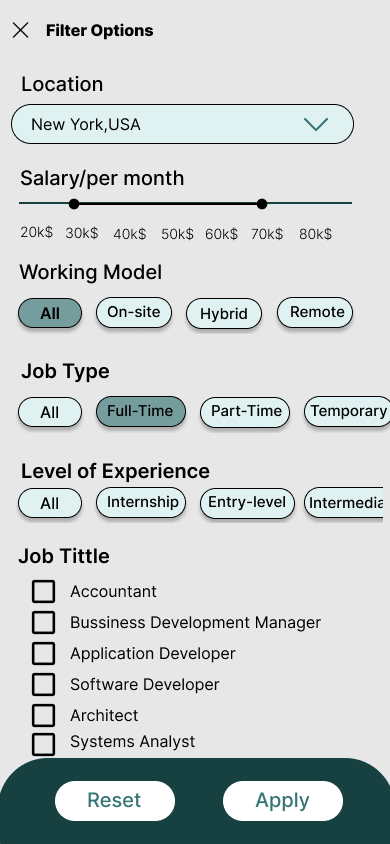 Filter Options
Location
New York,USA
Salary/per month
20k$ 30k$ 40k$ 50k$ 60k$ 70k$ 80k$
Working Model
All On-site Hybrid Remote
Job Type
All Full-Time Part-Time Temporary
Level of Experience
All Internship Entry-level Intermedia
Job Tittle
Accountant
Bussiness Development Manager
Application Developer
Software Developer
Architect
Systems Analyst
Reset Apply